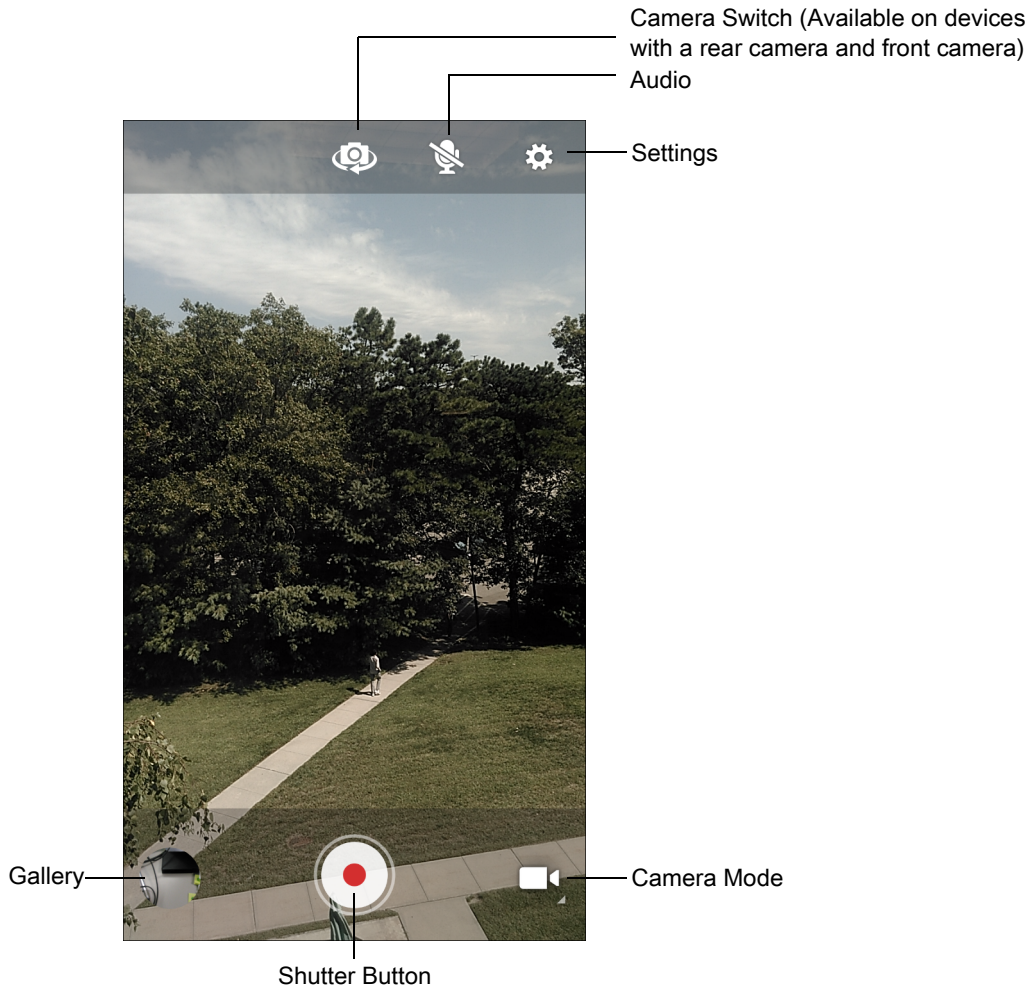 Camera Switch (Available on devices
with a rear camera and front camera)
Audio
Settings
Gallery
Camera Mode
Shutter Button